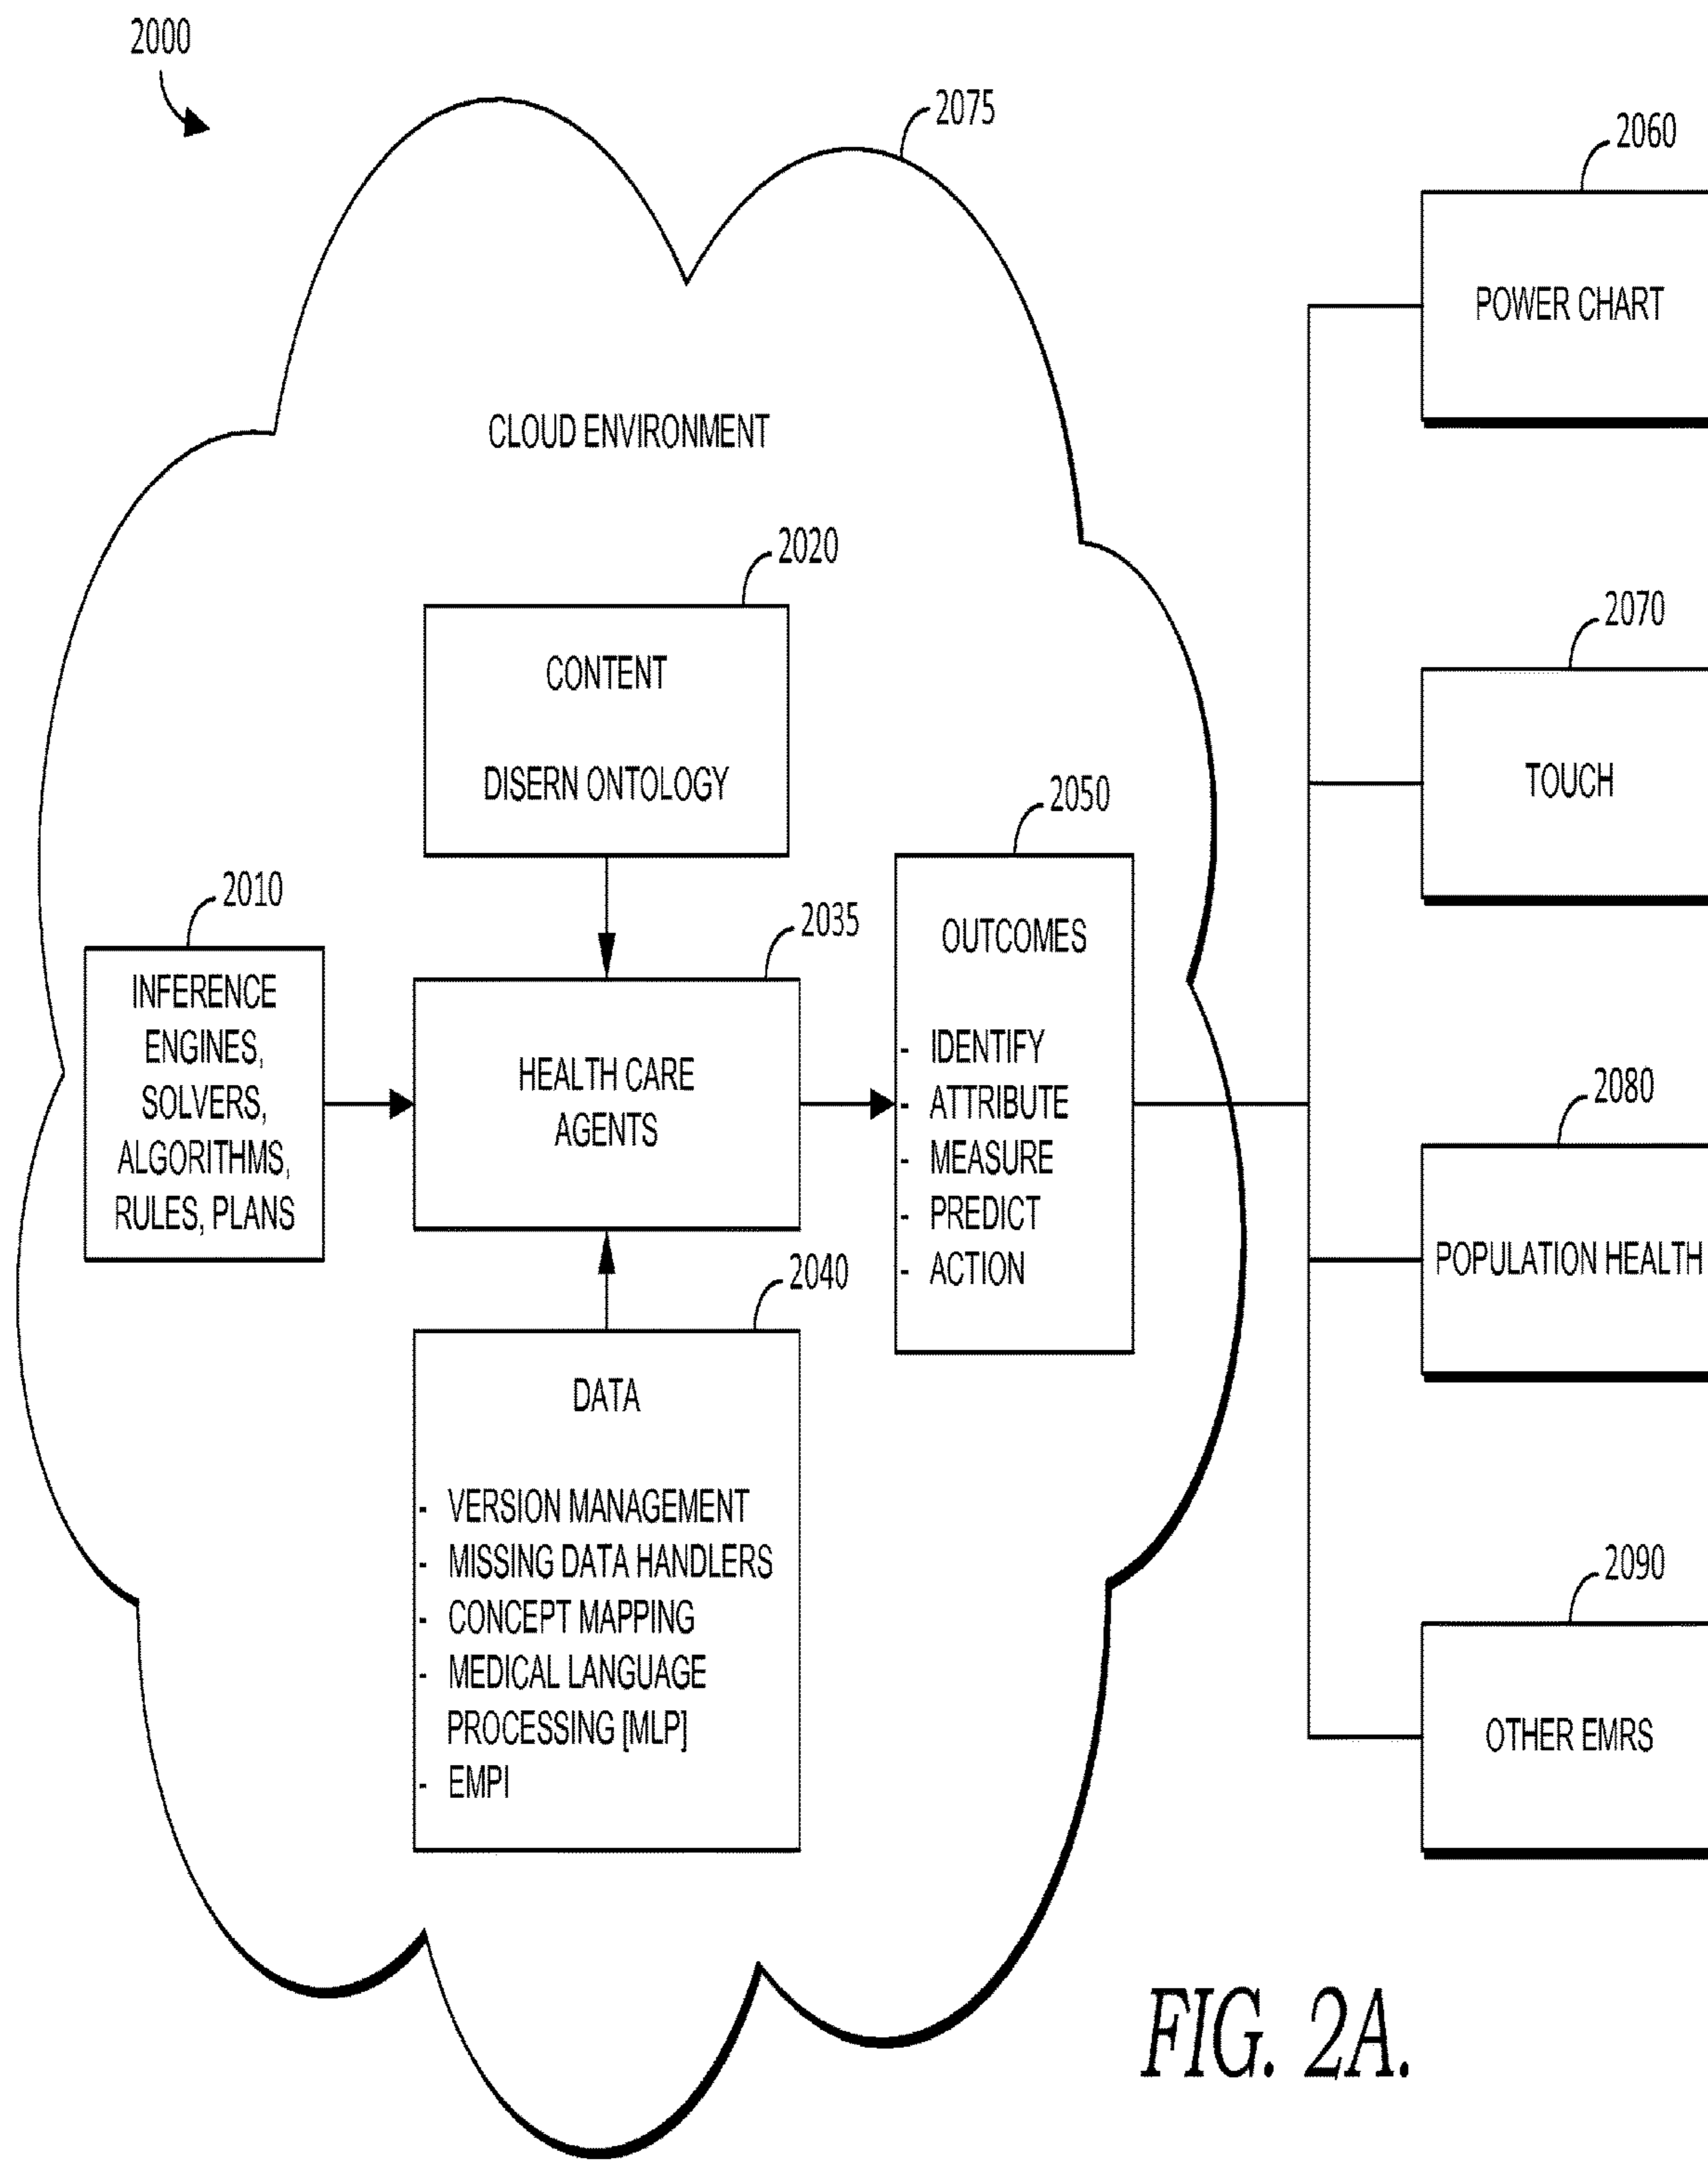 2000
2075
2060
POWER CHART
CLOUD ENVIRONMENT
2020
CONTENT
DISERN ONTOLOGY
2070
TOUCH
2010
INFERENCE
ENGINES,
SOLVERS,
ALGORITHMS,
RULES, PLANS
2035
HEALTH CARE
AGENTS
2050
OUTCOMES
- IDENTIFY
- ATTRIBUTE
- MEASURE
- PREDICT
- ACTION
2080
POPULATION HEALTH
2040
DATA
- VERSION MANAGEMENT
- MISSING DATA HANDLERS
- CONCEPT MAPPING
- MEDICAL LANGUAGE
PROCESSING [MLP]
- EMPI
2090
OTHER EMRS
FIG. 2A.